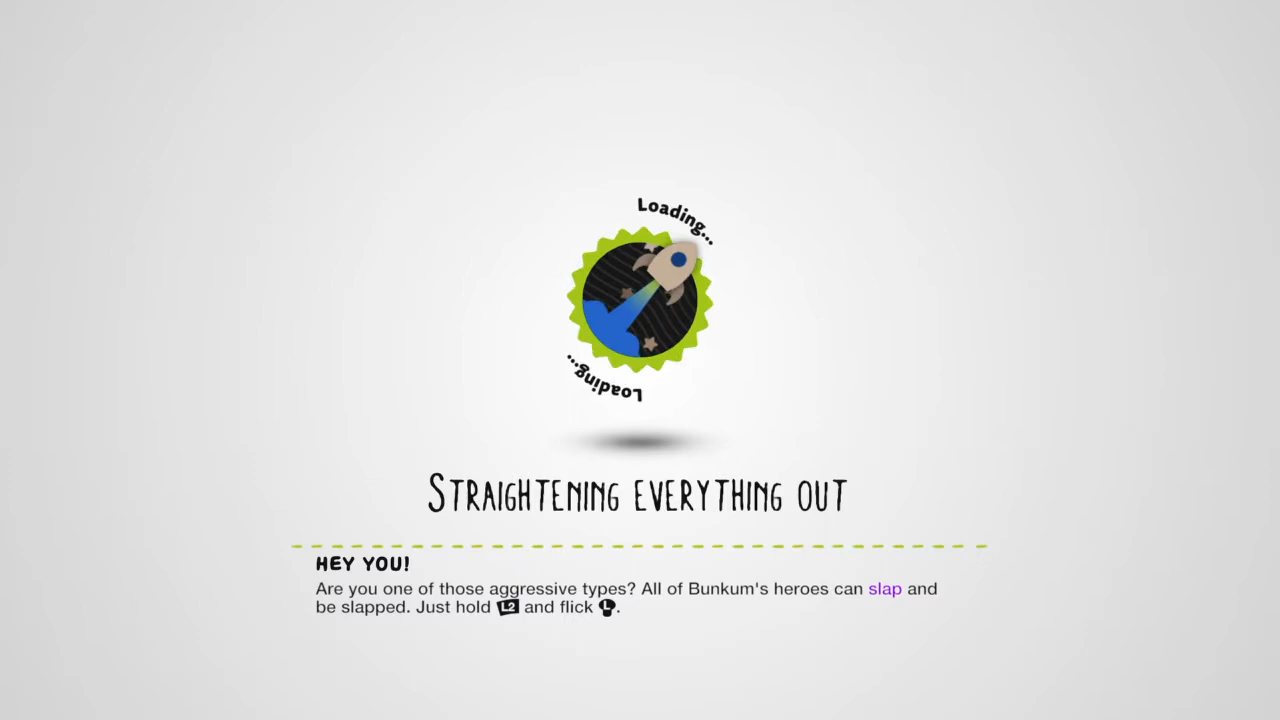 Loading...
Loading...
STRAIGHTENING EVERYTHING OUT
HEY YOU!
Are you one of those aggressive types? All of Bunkum's heroes can slap and
be slapped. Just hold L2 and flick L.